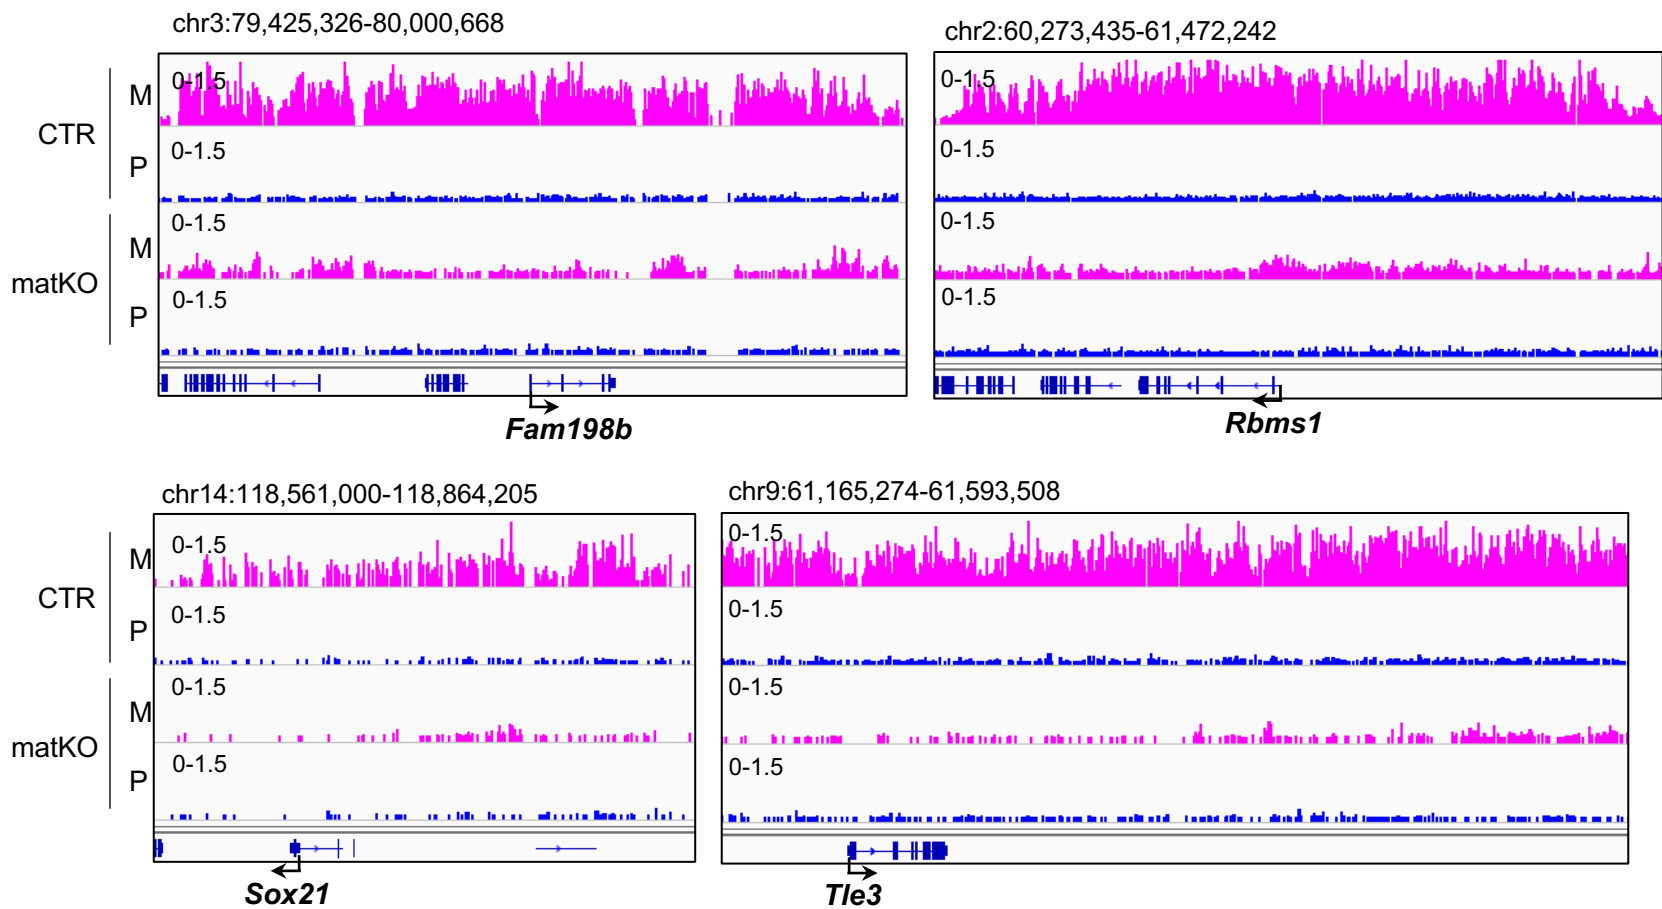 chr3:79,425,326-80,000,668
chr2:60,273,435-61,472,242
CTR
M
0-1.5
0-1.5
P
0-1.5
0-1.5
matKO
M
0-1.5
0-1.5
P
0-1.5
0-1.5
Fam198b
Rbms1
chr14:118,561,000-118,864,205
chr9:61,165,274-61,593,508
CTR
M
0-1.5
0-1.5
P
0-1.5
0-1.5
matKO
M
0-1.5
0-1.5
P
0-1.5
0-1.5
Sox21
Tle3